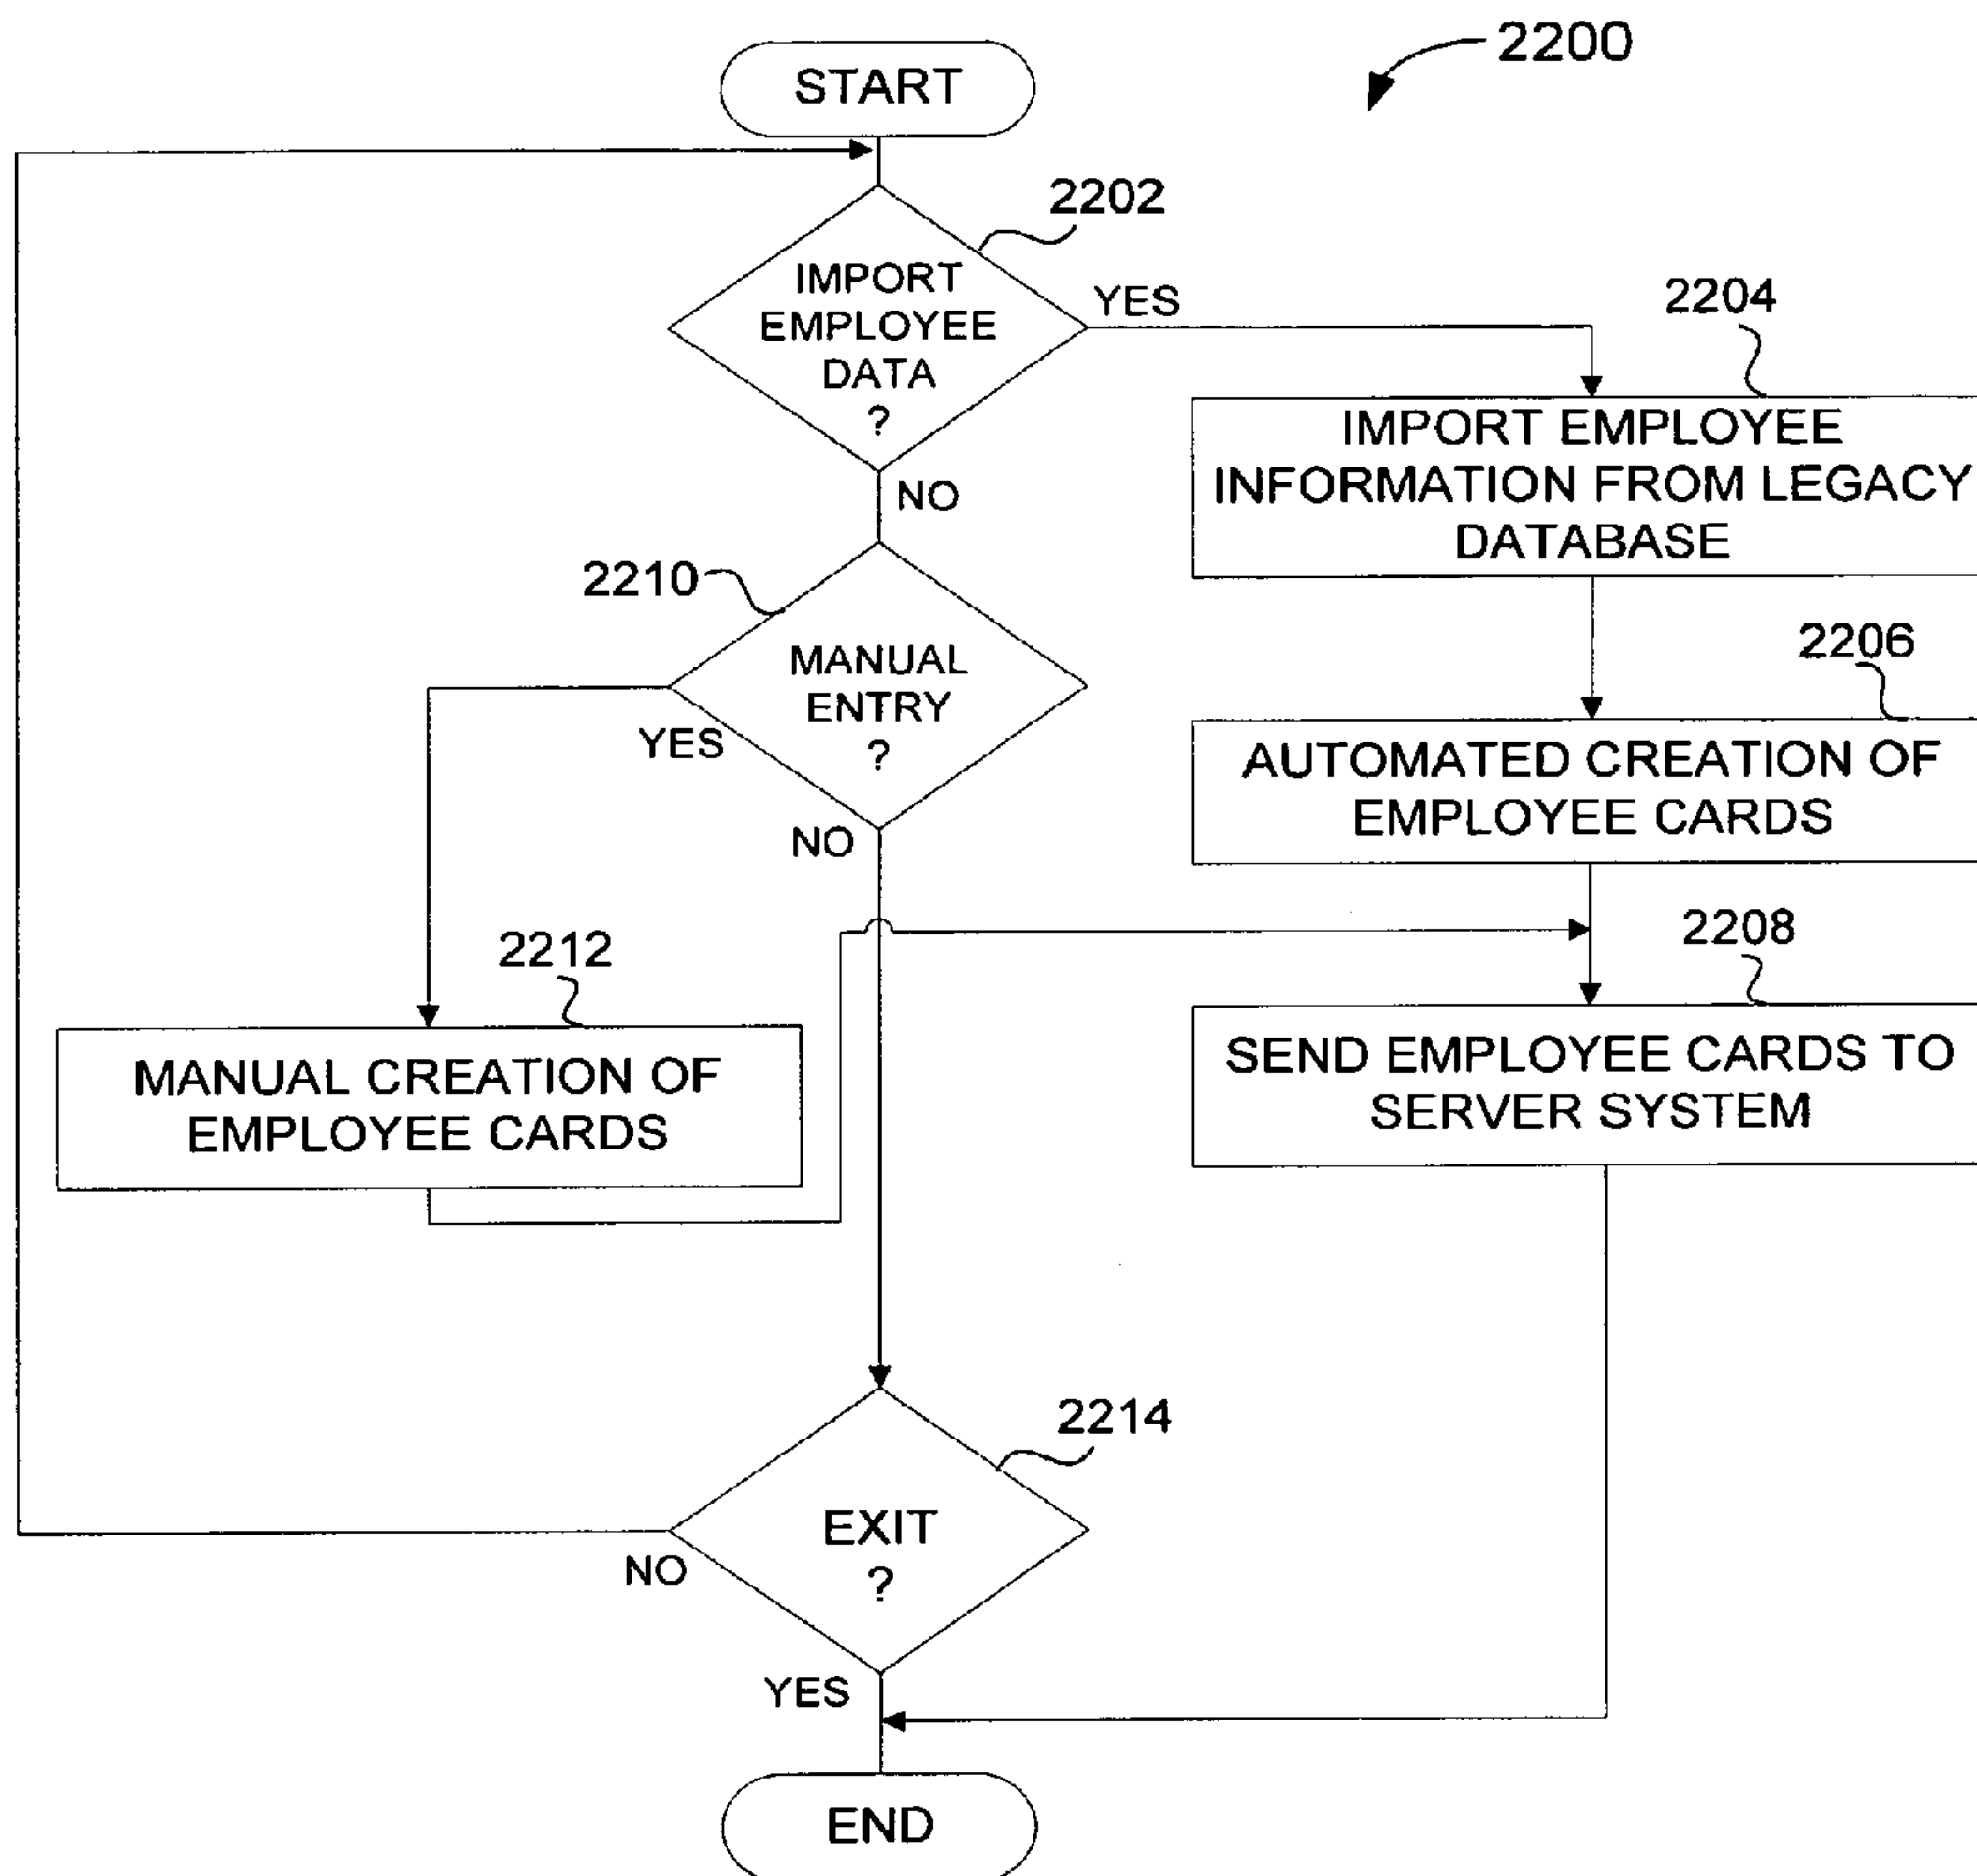 2200
START
2202
IMPORT
EMPLOYEE
DATA
?
YES
NO
2204
IMPORT EMPLOYEE
INFORMATION FROM LEGACY
DATABASE
2206
AUTOMATED CREATION OF
EMPLOYEE CARDS
2210
MANUAL
ENTRY
?
YES
NO
2212
MANUAL CREATION OF
EMPLOYEE CARDS
2208
SEND EMPLOYEE CARDS TO
SERVER SYSTEM
2214
EXIT
?
NO
YES
END